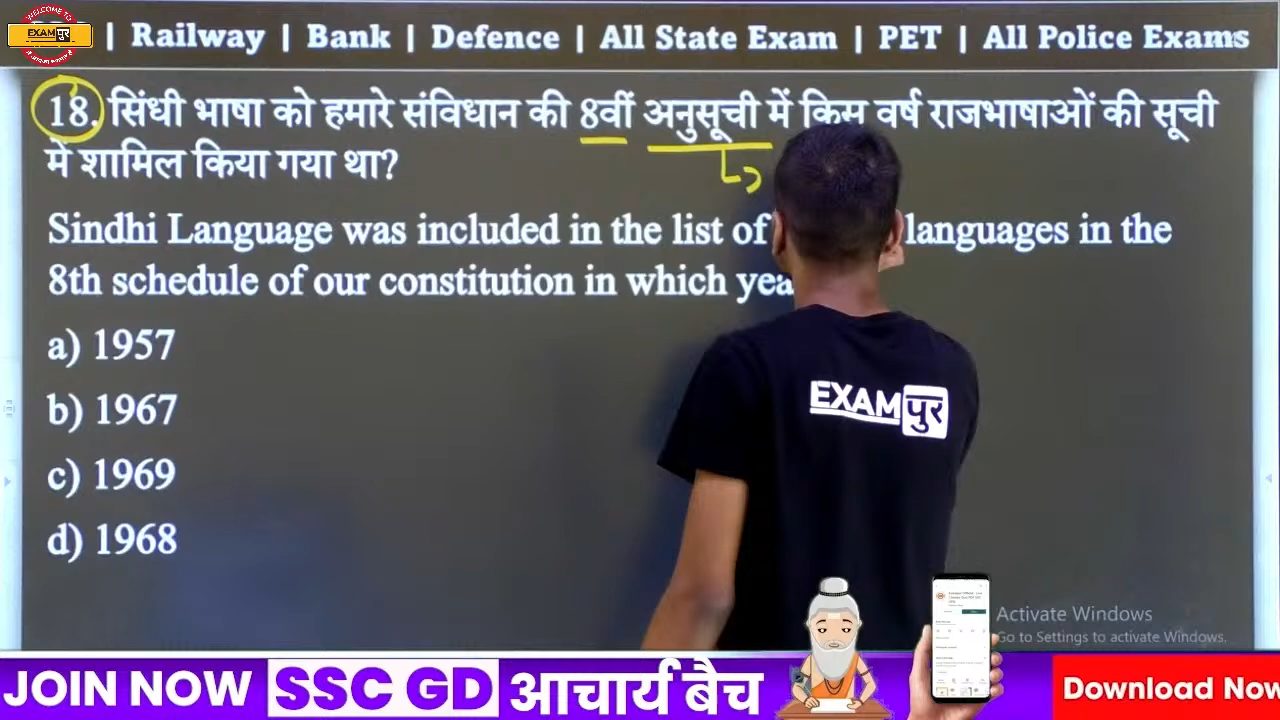 WELCOME TO
EXAMपुर
| Railway | Bank | Defence | All State Exam | PET | All Police Exams
18. सिंधी भाषा को हमारे संविधान की 8वीं अनुसूची में किस वर्ष राजभाषाओं की सूची
में शामिल किया गया था?
Sindhi Language was included in the list of languages in the
8th schedule of our constitution in which yea
a) 1957
b) 1967
c) 1969
d) 1968
EXAMपुर
Activate Windows
Go to Settings to activate Windows.
JOIN NOW SSC GD आचार्य बैच
Download Now